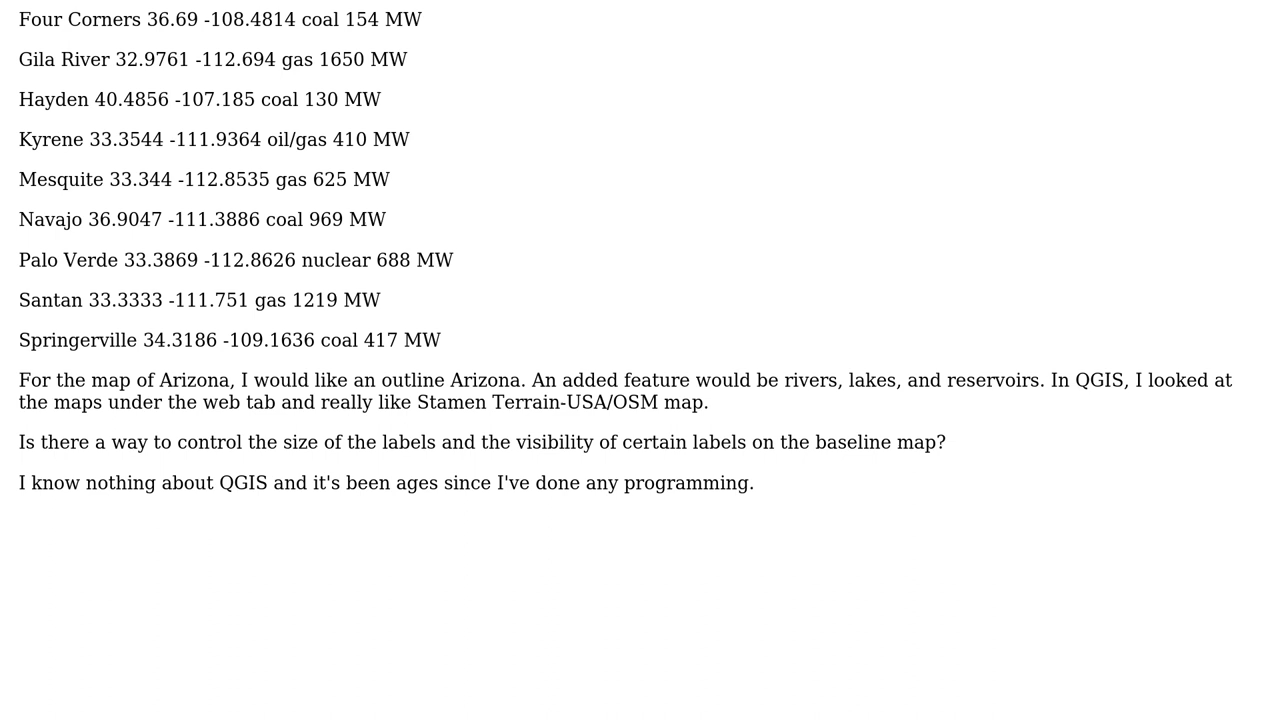 Four Corners 36.69 -108.4814 coal 154 MW
Gila River 32.9761 -112.694 gas 1650 MW
Hayden 40.4856 -107.185 coal 130 MW
Kyrene 33.3544 -111.9364 oil/gas 410 MW
Mesquite 33.344 -112.8535 gas 625 MW
Navajo 36.9047 -111.3886 coal 969 MW
Palo Verde 33.3869 -112.8626 nuclear 688 MW
Santan 33.3333 -111.751 gas 1219 MW
Springerville 34.3186 -109.1636 coal 417 MW
For the map of Arizona, I would like an outline Arizona. An added feature would be rivers, lakes, and reservoirs. In QGIS, I looked at
the maps under the web tab and really like Stamen Terrain-USA/OSM map.
Is there a way to control the size of the labels and the visibility of certain labels on the baseline map?
I know nothing about QGIS and it's been ages since I've done any programming.